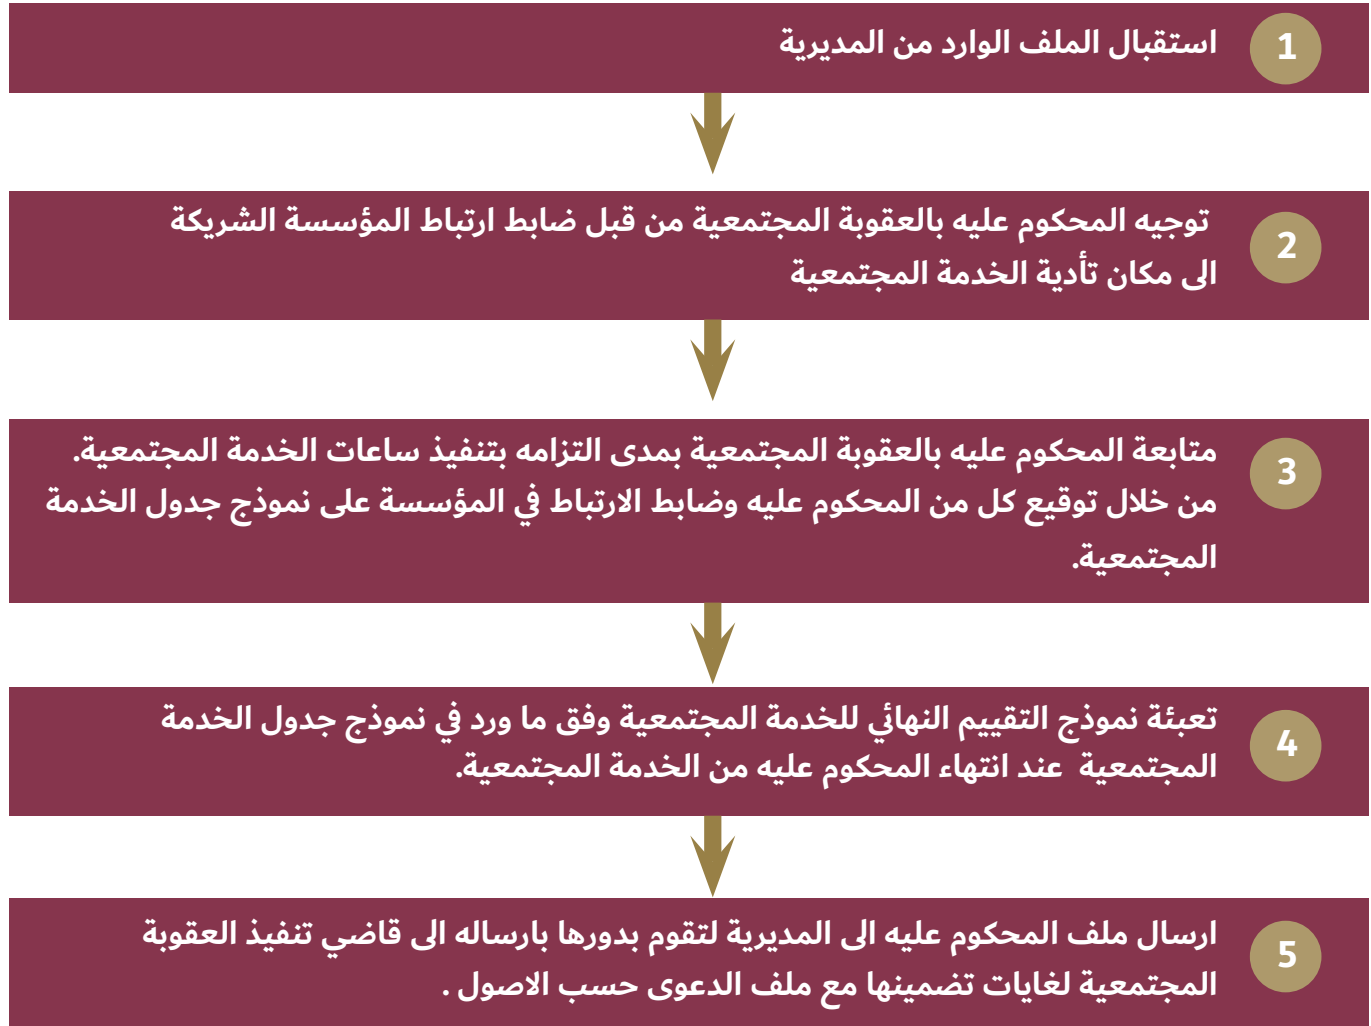 1
استقبال الملف الوارد من المديرية
2
توجيه المحكوم عليه بالعقوبة المجتمعية من قبل ضابط ارتباط المؤسسة الشريكة
الى مكان تأدية الخدمة المجتمعية
3
متابعة المحكوم عليه بالعقوبة المجتمعية بمدى التزامه بتنفيذ ساعات الخدمة المجتمعية.
من خلال توقيع كل من المحكوم عليه وضابط الارتباط في المؤسسة على نموذج جدول الخدمة
المجتمعية.
4
تعبئة نموذج التقييم النهائي للخدمة المجتمعية وفق ما ورد في نموذج جدول الخدمة
المجتمعية عند انتهاء المحكوم عليه من الخدمة المجتمعية.
5
ارسال ملف المحكوم عليه الى المديرية لتقوم بدورها بارساله الى قاضي تنفيذ العقوبة
المجتمعية لغايات تضمينها مع ملف الدعوى حسب الاصول .